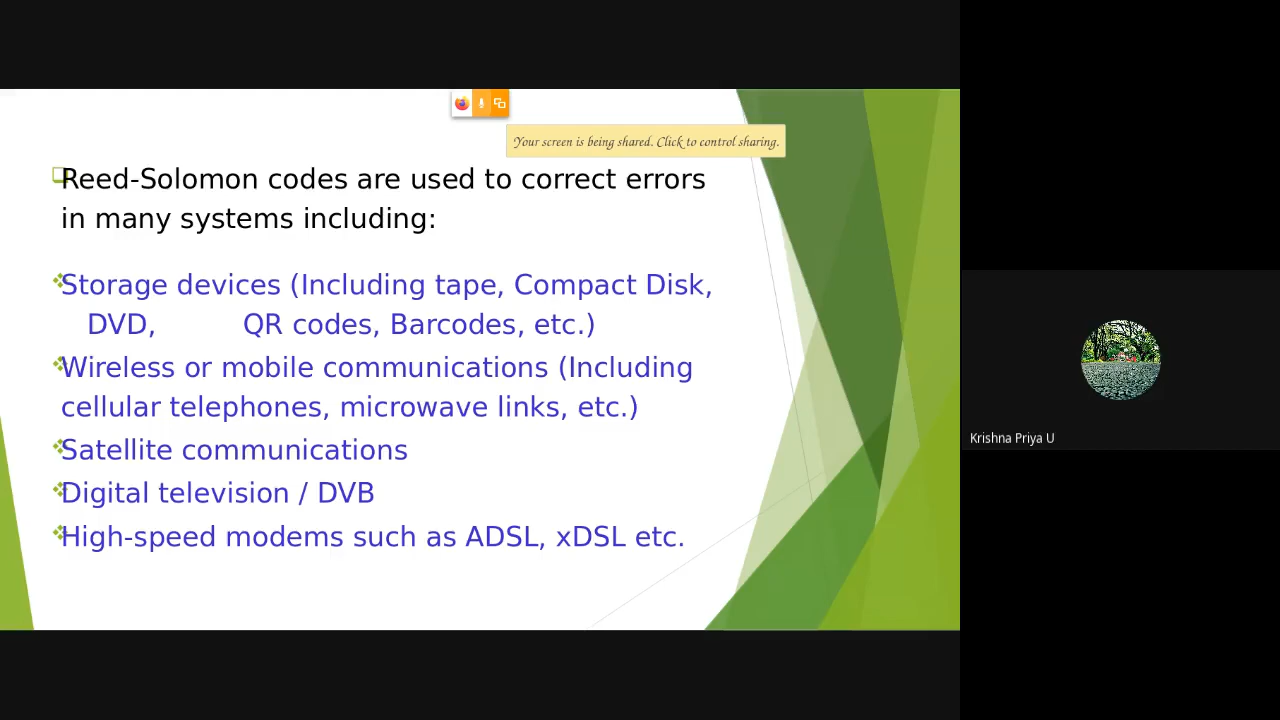 Your screen is being shared. Click to control sharing.
Reed-Solomon codes are used to correct errors
in many systems including:
Storage devices (Including tape, Compact Disk,
DVD, QR codes, Barcodes, etc.)
Wireless or mobile communications (Including
cellular telephones, microwave links, etc.)
Satellite communications
Digital television / DVB
High-speed modems such as ADSL, xDSL etc.
Krishna Priya U